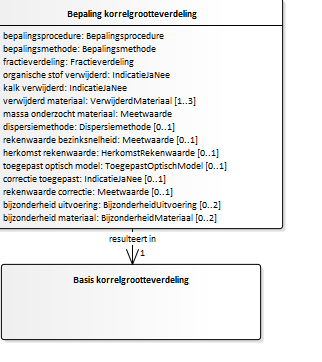 Bepaling korrelgrootteverdeling
bepalingsprocedure: Bepalingsprocedure
bepalingsmethode: Bepalingsmethode
fractieverdeling: Fractieverdeling
organische stof verwijderd: IndicatieJaNee
kalk verwijderd: IndicatieJaNee
verwijderd materiaal: VerwijderdMateriaal [1..3]
massa onderzocht materiaal: Meetwaarde
dispersiemethode: Dispersiemethode [0..1]
rekenwaarde bezinksnelheid: Meetwaarde [0..1]
herkomst rekenwaarde: HerkomstRekenwaarde [0..1]
toegepast optisch model: ToegepastOptischModel [0..1]
correctie toegepast: IndicatieJaNee [0..1]
rekenwaarde correctie: Meetwaarde [0..1]
bijzonderheid uitvoering: BijzonderheidUitvoering [0..2]
bijzonderheid materiaal: BijzonderheidMateriaal [0..2]
resulteert in
1
Basis korrelgrootteverdeling